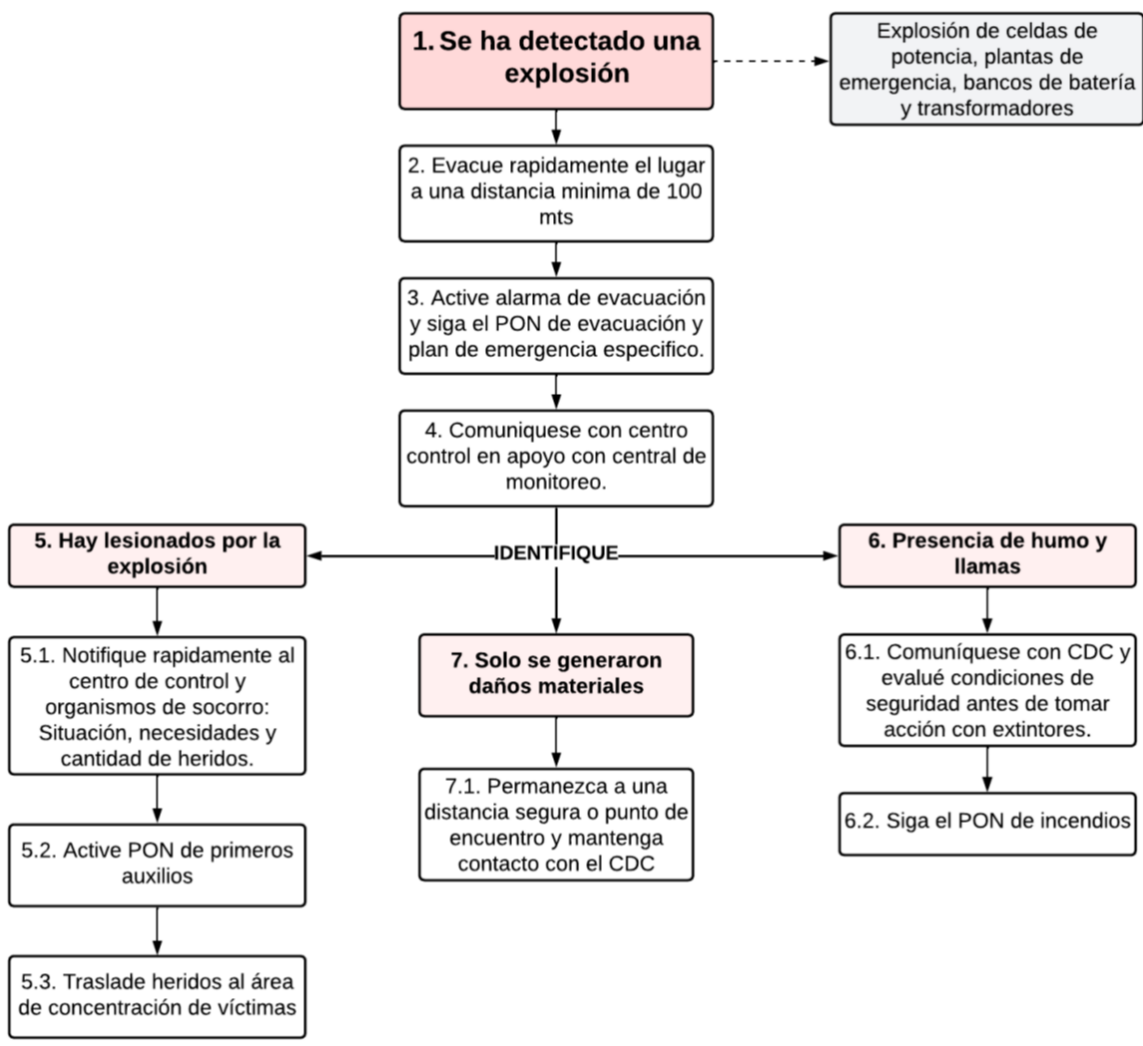 1. Se ha detectado una
explosión
Explosión de celdas de
potencia, plantas de
emergencia, bancos de batería
y transformadores
2. Evacue rapidamente el lugar
a una distancia minima de 100
mts
3. Active alarma de evacuación
y siga el PON de evacuación y
plan de emergencia especifico.
4. Comuniquese con centro
control en apoyo con central de
monitoreo.
IDENTIFIQUE
5. Hay lesionados por la
explosión
5.1. Notifique rapidamente al
centro de control y
organismos de socorro:
Situación, necesidades y
cantidad de heridos.
5.2. Active PON de primeros
auxilios
5.3. Traslade heridos al área
de concentración de víctimas
7. Solo se generaron
daños materiales
7.1. Permanezca a una
distancia segura o punto de
encuentro y mantenga
contacto con el CDC
6. Presencia de humo y
llamas
6.1. Comuníquese con CDC y
evalué condiciones de
seguridad antes de tomar
acción con extintores.
6.2. Siga el PON de incendios